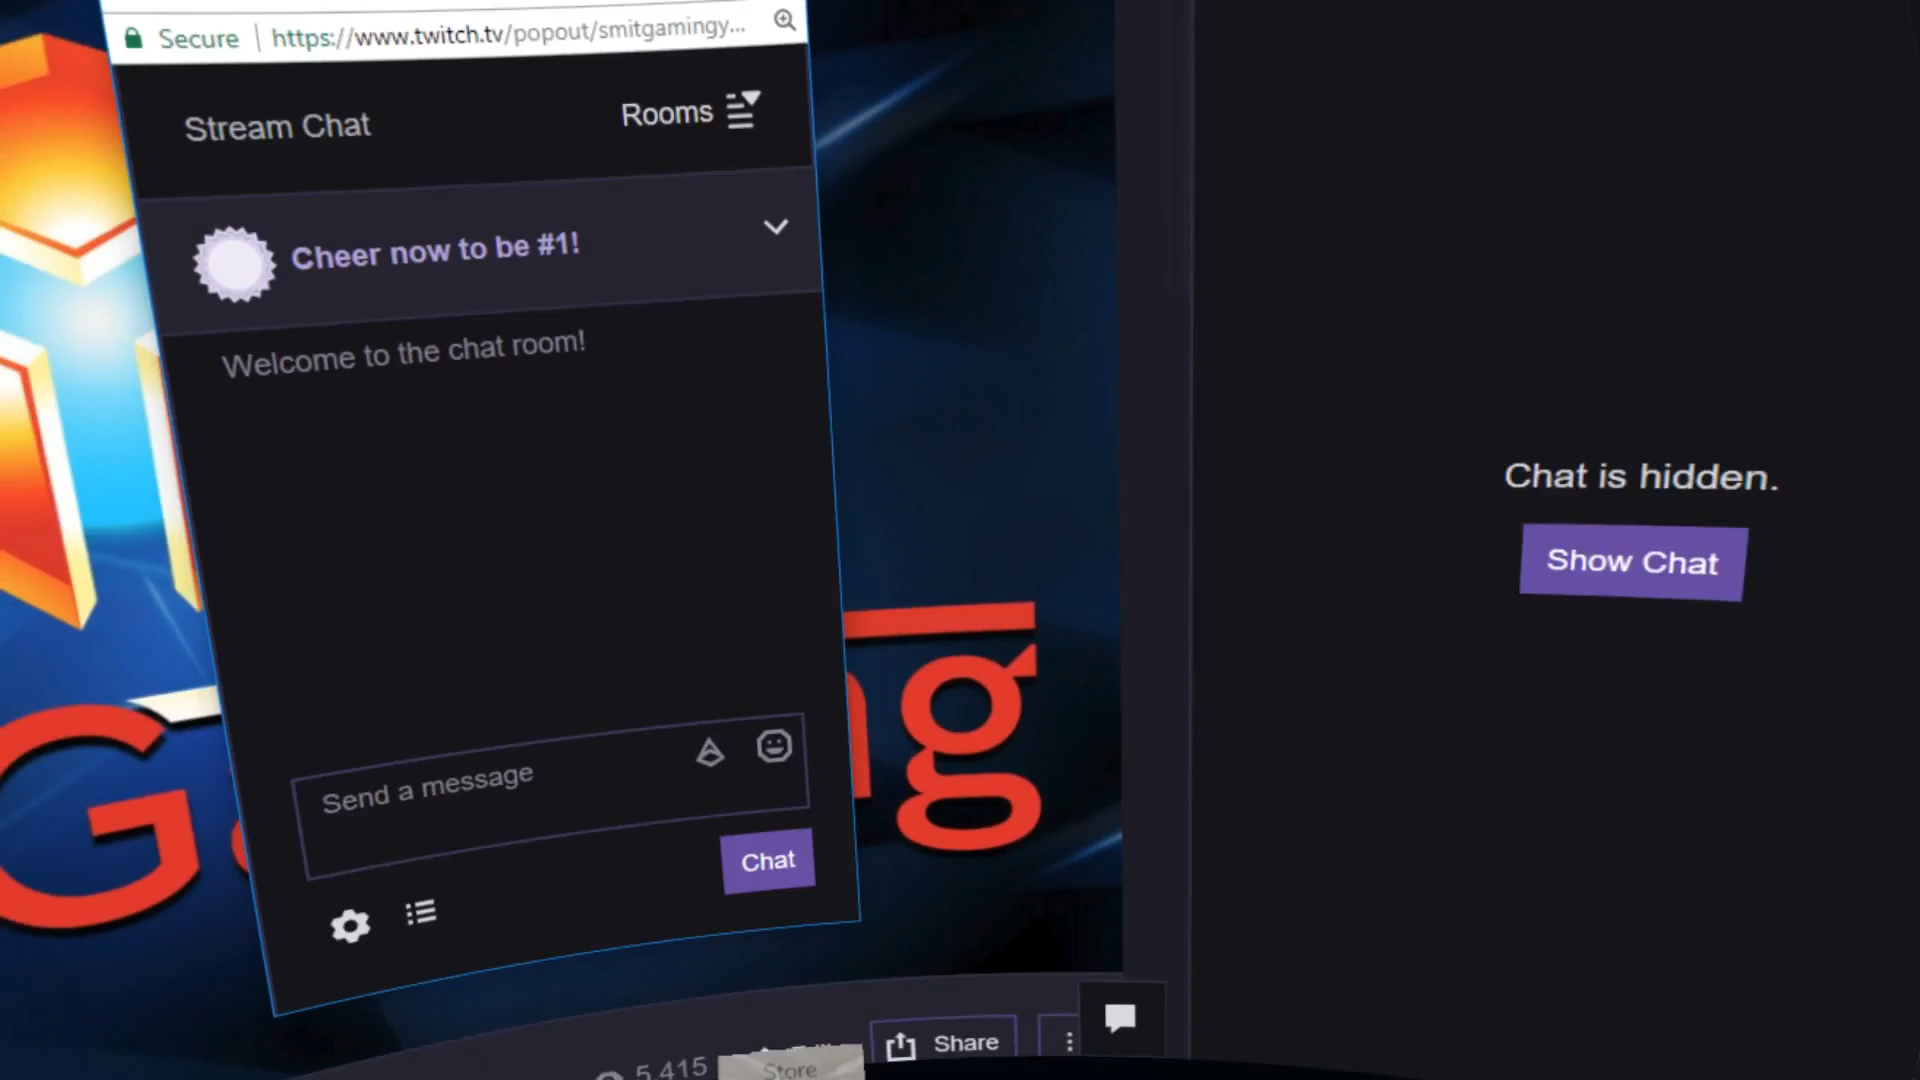 Secure | https://www.twitch.tv/popout/smitgamingy...
Stream Chat
Rooms
Cheer now to be #1!
Welcome to the chat room!
Send a message
Chat
Chat is hidden.
Show Chat
g
5,415
Store
Share